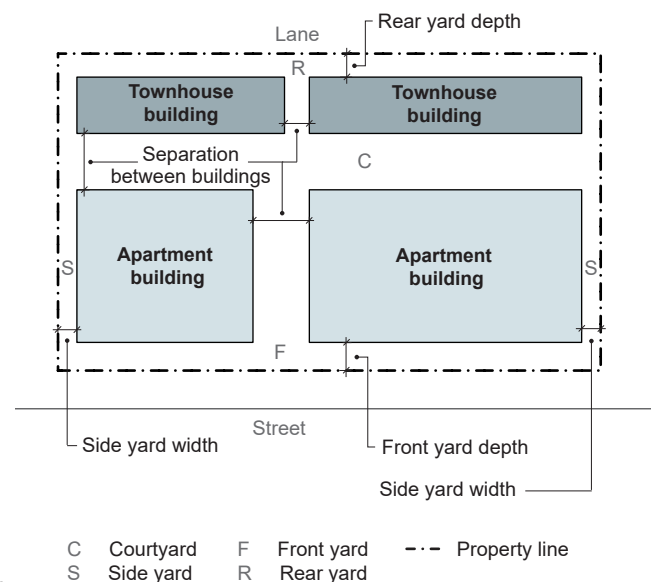 Rear yard depth
Lane
R
Townhouse
building
Townhouse
building
Separation
between buildings
C
Apartment
building
Apartment
building
S
S
F
Street
Side yard width
Front yard depth
Side yard width
C Courtyard F Front yard Property line
S Side yard R Rear yard